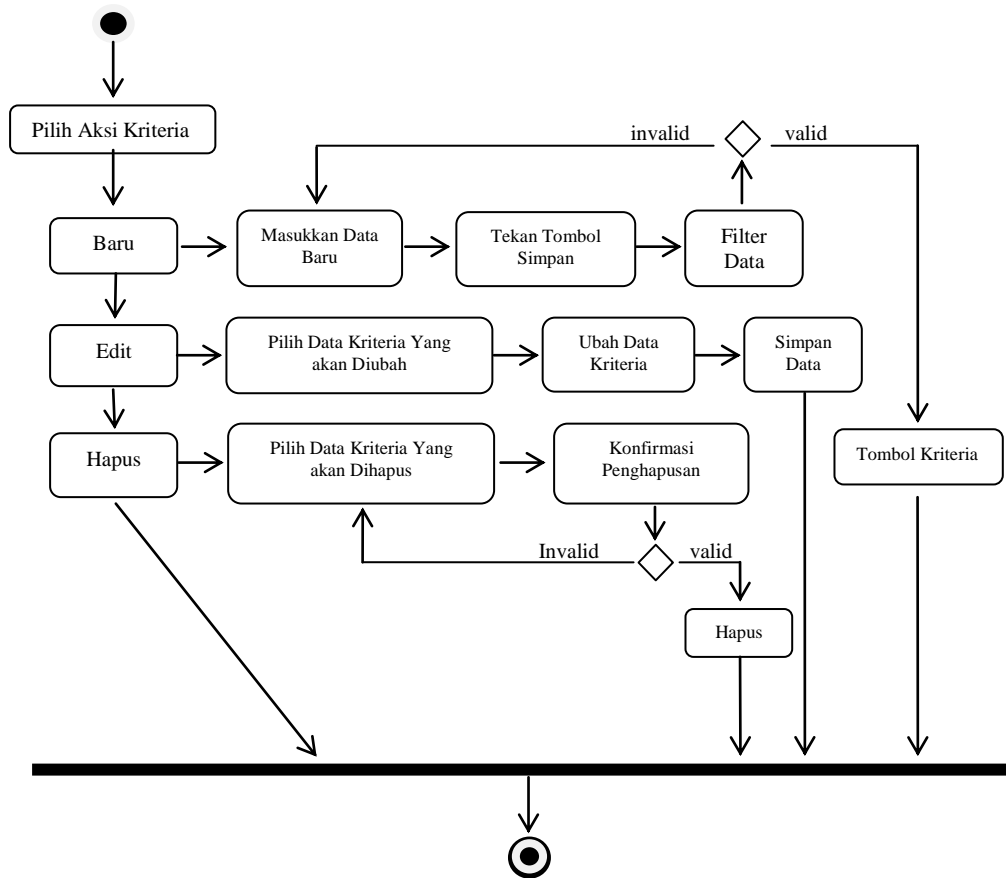 Pilih Aksi Kriteria
invalid
valid
Baru
Masukkan Data
Baru
Tekan Tombol
Simpan
Filter
Data
Edit
Pilih Data Kriteria Yang
akan Diubah
Ubah Data
Kriteria
Simpan
Data
Hapus
Pilih Data Kriteria Yang
akan Dihapus
Konfirmasi
Penghapusan
Tombol Kriteria
Invalid
valid
Hapus